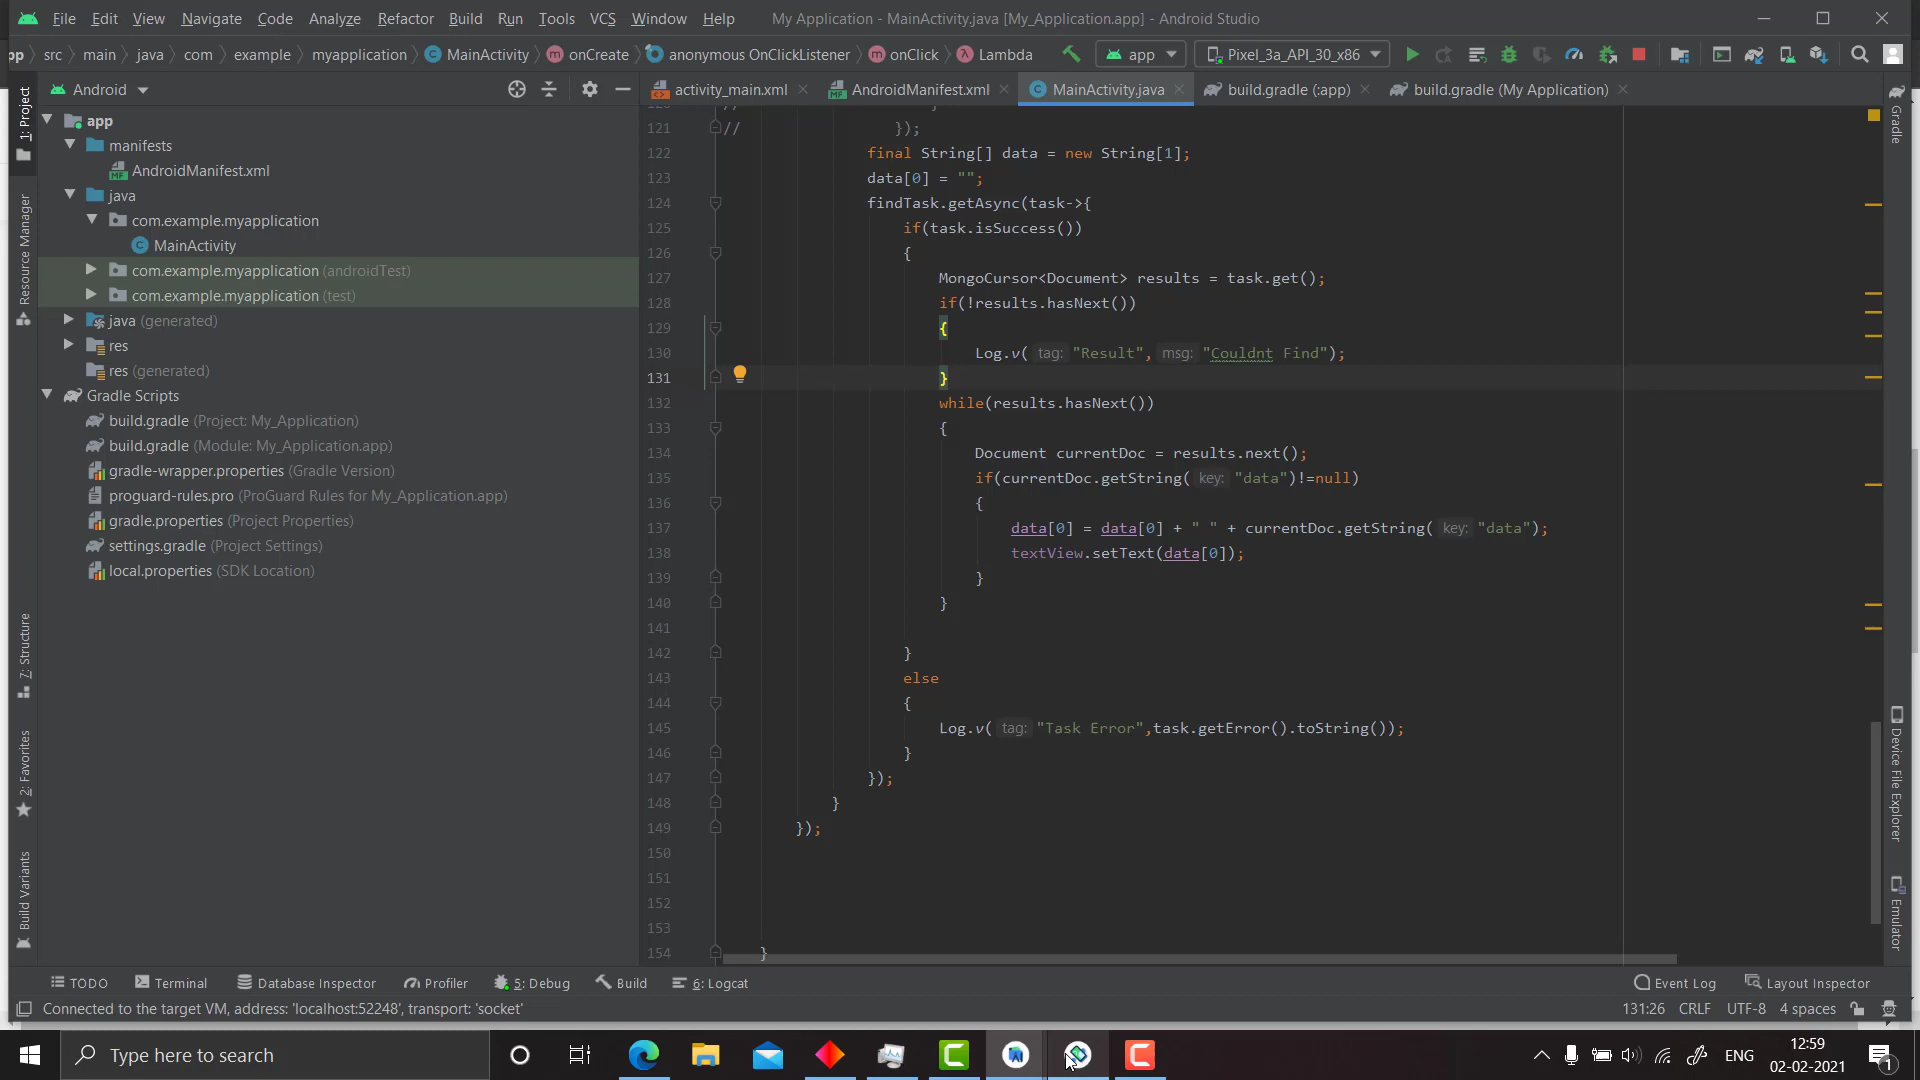 File Edit View Navigate Code Analyze Refactor Build Run Tools VCS Window Help My Application - MainActivity.java [My_Application.app] - Android Studio
pp src main java com example myapplication MainActivity onCreate anonymous OnClickListener onClick Lambda app Pixel_3a_API_30_x86
Android
activity_main.xml AndroidManifest.xml MainActivity.java build.gradle (:app) build.gradle (My Application)
1: Project
Resource Manager
7: Structure
2: Favorites
Build Variants
app
manifests
AndroidManifest.xml
java
com.example.myapplication
MainActivity
com.example.myapplication (androidTest)
com.example.myapplication (test)
java (generated)
res
res (generated)
Gradle Scripts
build.gradle (Project: My_Application)
build.gradle (Module: My_Application.app)
gradle-wrapper.properties (Gradle Version)
proguard-rules.pro (ProGuard Rules for My_Application.app)
gradle.properties (Project Properties)
settings.gradle (Project Settings)
local.properties (SDK Location)
121 // });
122 final String[] data = new String[1];
123 data[0] = "";
124 findTask.getAsync(task->{
125 if(task.isSuccess())
126 {
127 MongoCursor<Document> results = task.get();
128 if(!results.hasNext())
129 {
130 Log.v( tag: "Result", msg: "Couldnt Find");
131 }
132 while(results.hasNext())
133 {
134 Document currentDoc = results.next();
135 if(currentDoc.getString( key: "data")!=null)
136 {
137 data[0] = data[0] + " " + currentDoc.getString( key: "data");
138 textView.setText(data[0]);
139 }
140 }
141
142 }
143 else
144 {
145 Log.v( tag: "Task Error",task.getError().toString());
146 }
147 });
148 }
149 });
150
151
152
153
154 }
Gradle
Device File Explorer
Emulator
TODO Terminal Database Inspector Profiler 5: Debug Build 6: Logcat Event Log Layout Inspector
Connected to the target VM, address: 'localhost:52248', transport: 'socket' 131:26 CRLF UTF-8 4 spaces
Type here to search
ENG
12:59
02-02-2021
1